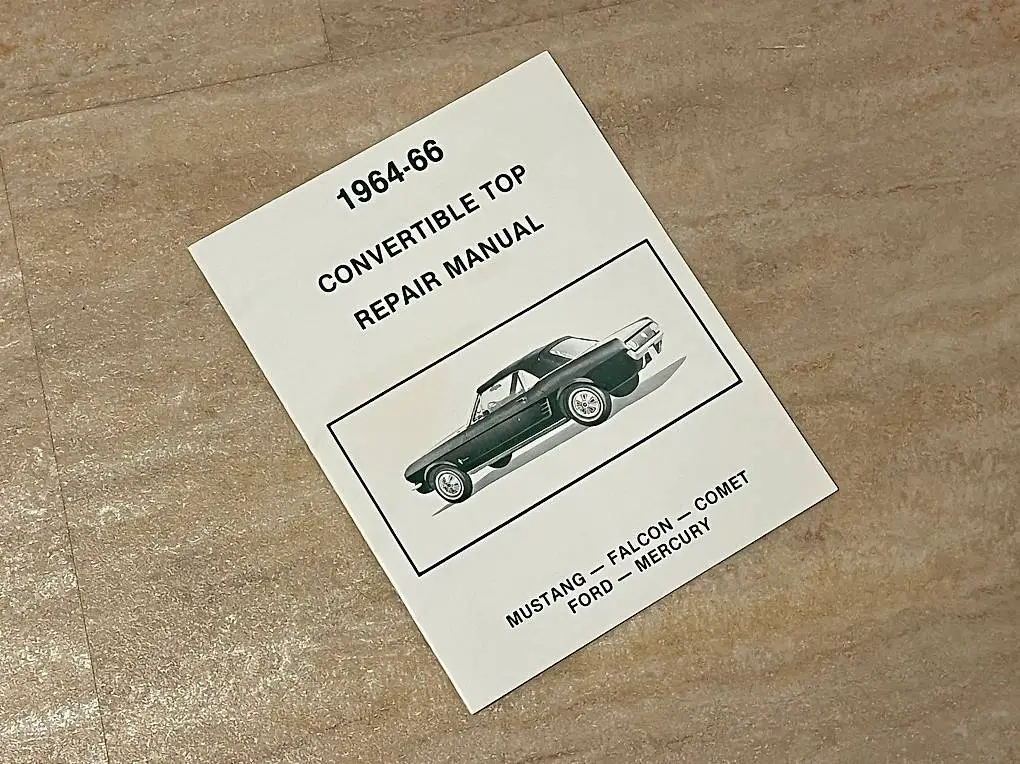 1964-66
CONVERTIBLE TOP
REPAIR MANUAL
MUSTANG — FALCON — COMET
FORD — MERCURY